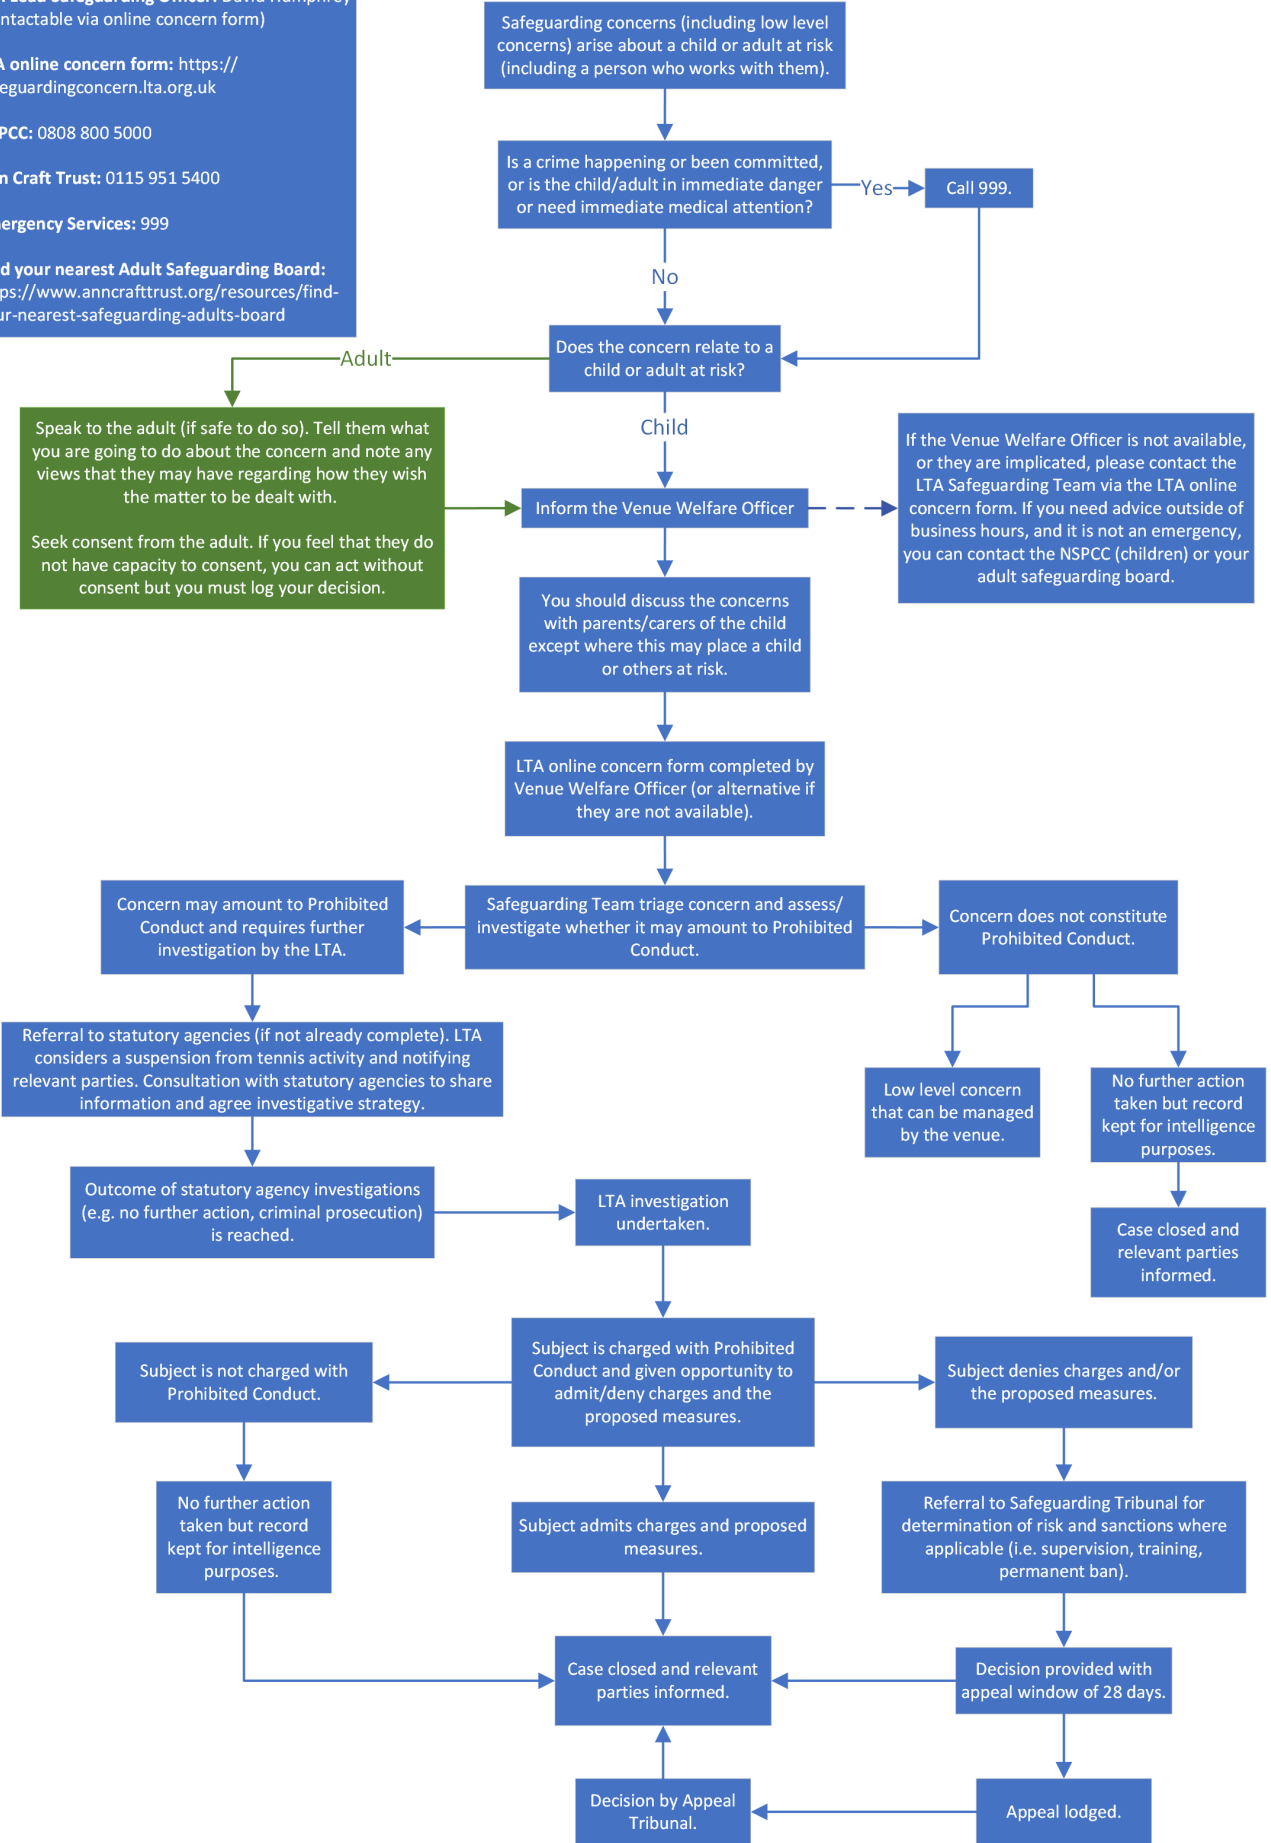 Lead Safeguarding Officer: David Humphrey
ntactable via online concern form)
A online concern form: https://
eguardingconcern.lta.org.uk
PCC: 0808 800 5000
n Craft Trust: 0115 951 5400
ergency Services: 999
d your nearest Adult Safeguarding Board:
ps://www.anncrafttrust.org/resources/find-
ur-nearest-safeguarding-adults-board
Safeguarding concerns (including low level
concerns) arise about a child or adult at risk
(including a person who works with them).
Is a crime happening or been committed,
or is the child/adult in immediate danger
or need immediate medical attention?
Yes
Call 999.
No
Does the concern relate to a
child or adult at risk?
Adult
Child
Speak to the adult (if safe to do so). Tell them what
you are going to do about the concern and note any
views that they may have regarding how they wish
the matter to be dealt with.
Seek consent from the adult. If you feel that they do
not have capacity to consent, you can act without
consent but you must log your decision.
Inform the Venue Welfare Officer
If the Venue Welfare Officer is not available,
or they are implicated, please contact the
LTA Safeguarding Team via the LTA online
concern form. If you need advice outside of
business hours, and it is not an emergency,
you can contact the NSPCC (children) or your
adult safeguarding board.
You should discuss the concerns
with parents/carers of the child
except where this may place a child
or others at risk.
LTA online concern form completed by
Venue Welfare Officer (or alternative if
they are not available).
Safeguarding Team triage concern and assess/
investigate whether it may amount to Prohibited
Conduct.
Concern may amount to Prohibited
Conduct and requires further
investigation by the LTA.
Concern does not constitute
Prohibited Conduct.
Referral to statutory agencies (if not already complete). LTA
considers a suspension from tennis activity and notifying
relevant parties. Consultation with statutory agencies to share
information and agree investigative strategy.
Low level concern
that can be managed
by the venue.
No further action
taken but record
kept for intelligence
purposes.
Outcome of statutory agency investigations
(e.g. no further action, criminal prosecution)
is reached.
LTA investigation
undertaken.
Case closed and
relevant parties
informed.
Subject is not charged with
Prohibited Conduct.
Subject is charged with Prohibited
Conduct and given opportunity to
admit/deny charges and the
proposed measures.
Subject denies charges and/or
the proposed measures.
No further action
taken but record
kept for intelligence
purposes.
Subject admits charges and proposed
measures.
Referral to Safeguarding Tribunal for
determination of risk and sanctions where
applicable (i.e. supervision, training,
permanent ban).
Case closed and relevant
parties informed.
Decision provided with
appeal window of 28 days.
Decision by Appeal
Tribunal.
Appeal lodged.